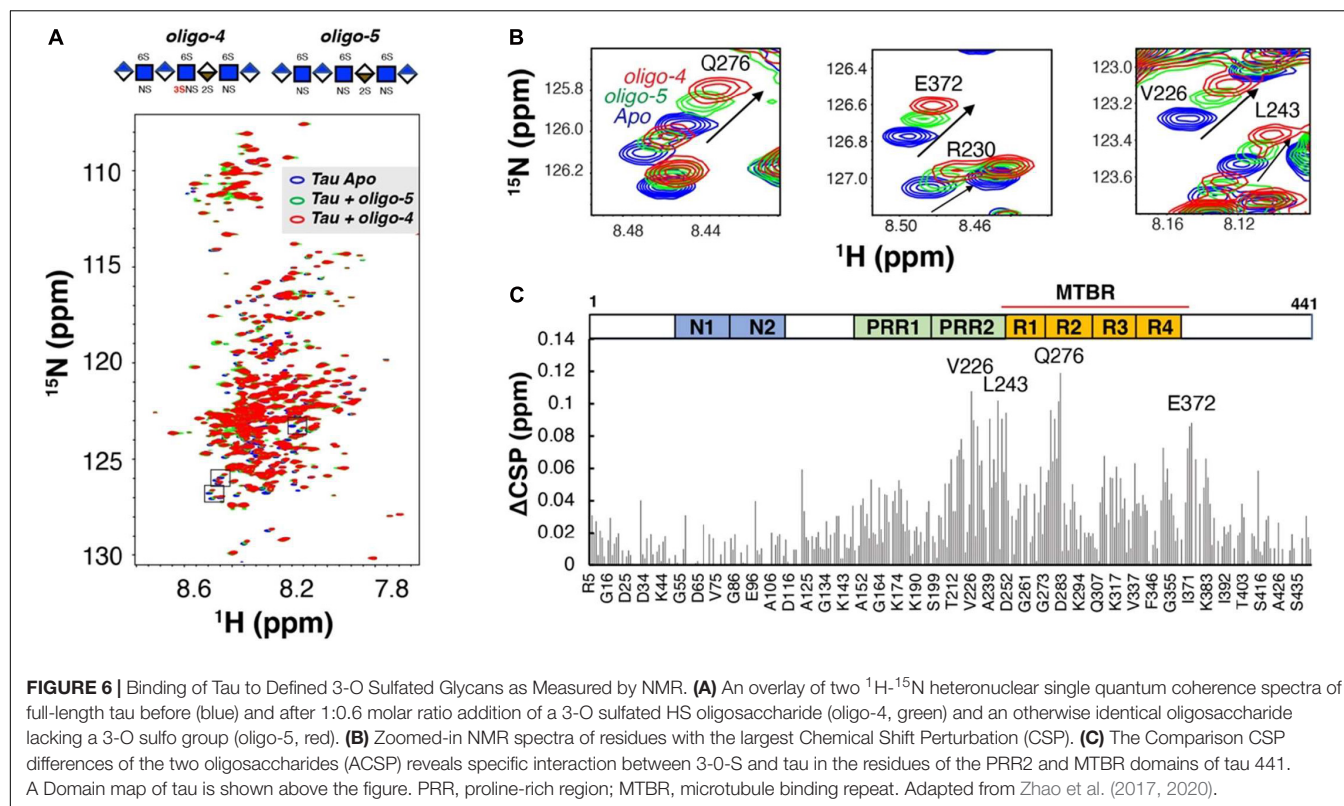 A
oligo-4
oligo-5
6S 6S 6S
6S 6S
NS 3SNS 2S NS
NS NS 2S NS
Tau Apo
Tau + oligo-5
Tau + oligo-4
110
115
120
125
130
15N (ppm)
8.6 8.2 7.8
1H (ppm)
B
oligo-4
oligo-5
Apo
Q276
125.8
126.0
126.2
8.48 8.44
15N (ppm)
E372
R230
126.4
126.6
126.8
127.0
8.50 8.46
V226
L243
123.0
123.2
123.4
123.6
8.16 8.12
1H (ppm)
C
1
MTBR
441
N1 N2 PRR1 PRR2 R1 R2 R3 R4
0.14
0.12
0.1
0.08
0.06
0.04
0.02
0
ΔCSP (ppm)
V226
L243
Q276
E372
R5 G16 D25 D34 K44 G55 D65 V75 G86 E96 A106 D116 A125 G134 K143 A152 G164 K174 K190 S199 T212 V226 A239 D252 G261 G273 D283 K294 Q307 K317 V337 F346 G355 I371 K383 I392 T403 S416 A426 S435
FIGURE 6 | Binding of Tau to Defined 3-O Sulfated Glycans as Measured by NMR. (A) An overlay of two 1H-15N heteronuclear single quantum coherence spectra of
full-length tau before (blue) and after 1:0.6 molar ratio addition of a 3-O sulfated HS oligosaccharide (oligo-4, green) and an otherwise identical oligosaccharide
lacking a 3-O sulfo group (oligo-5, red). (B) Zoomed-in NMR spectra of residues with the largest Chemical Shift Perturbation (CSP). (C) The Comparison CSP
differences of the two oligosaccharides (ACSP) reveals specific interaction between 3-0-S and tau in the residues of the PRR2 and MTBR domains of tau 441.
A Domain map of tau is shown above the figure. PRR, proline-rich region; MTBR, microtubule binding repeat. Adapted from Zhao et al. (2017, 2020).